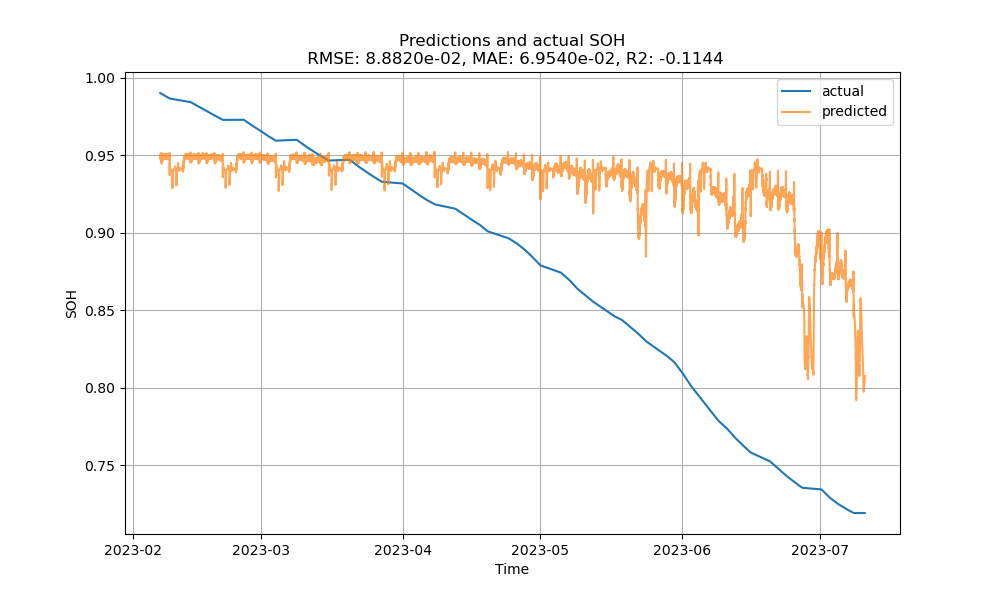 Predictions and actual SOH
RMSE: 8.8820e-02, MAE: 6.9540e-02, R2: -0.1144
actual
predicted
1.00
0.95
0.90
0.85
0.80
0.75
SOH
2023-02
2023-03
2023-04
2023-05
2023-06
2023-07
Time